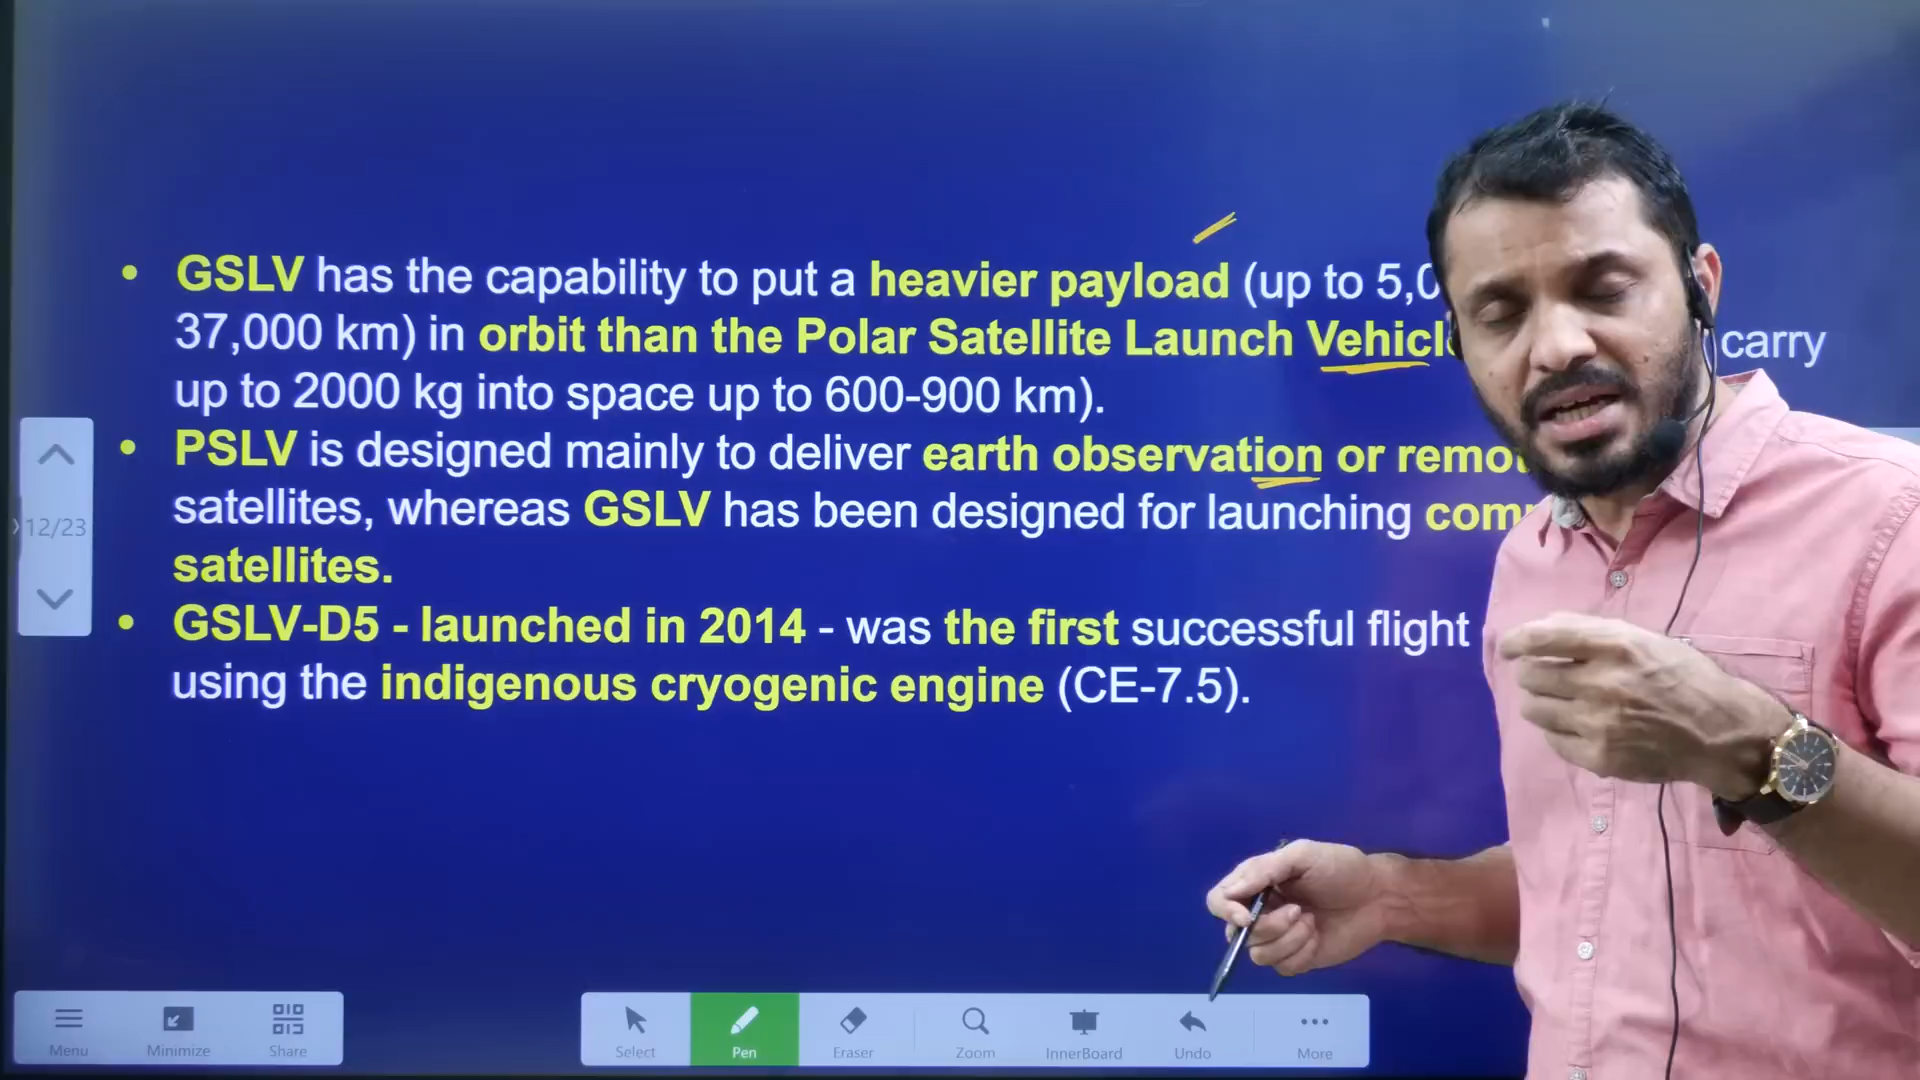 • GSLV has the capability to put a heavier payload (up to 5,0
37,000 km) in orbit than the Polar Satellite Launch Vehicl carry
up to 2000 kg into space up to 600-900 km).
• PSLV is designed mainly to deliver earth observation or remo
satellites, whereas GSLV has been designed for launching com
satellites.
• GSLV-D5 - launched in 2014 - was the first successful flight
using the indigenous cryogenic engine (CE-7.5).
12/23
Menu Minimize Share Select Pen Eraser Zoom InnerBoard Undo More